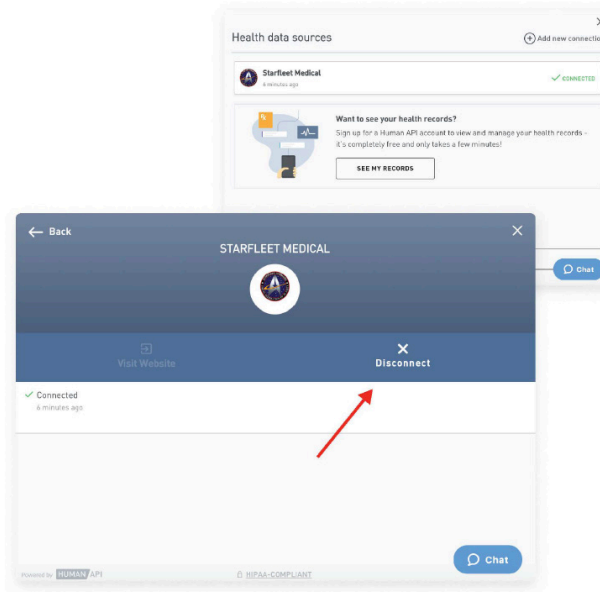 Health data sources
Add new connectio
Starfleet Medical
6 minutes ago
CONNECTED
Want to see your health records?
Sign up for a Human API account to view and manage your health records -
it's completely free and only takes a few minutes!
SEE MY RECORDS
Chat
Back
STARFLEET MEDICAL
Visit Website
Disconnect
Connected
6 minutes ago
Chat
Powered by HUMAN API
HIPAA-COMPLIANT